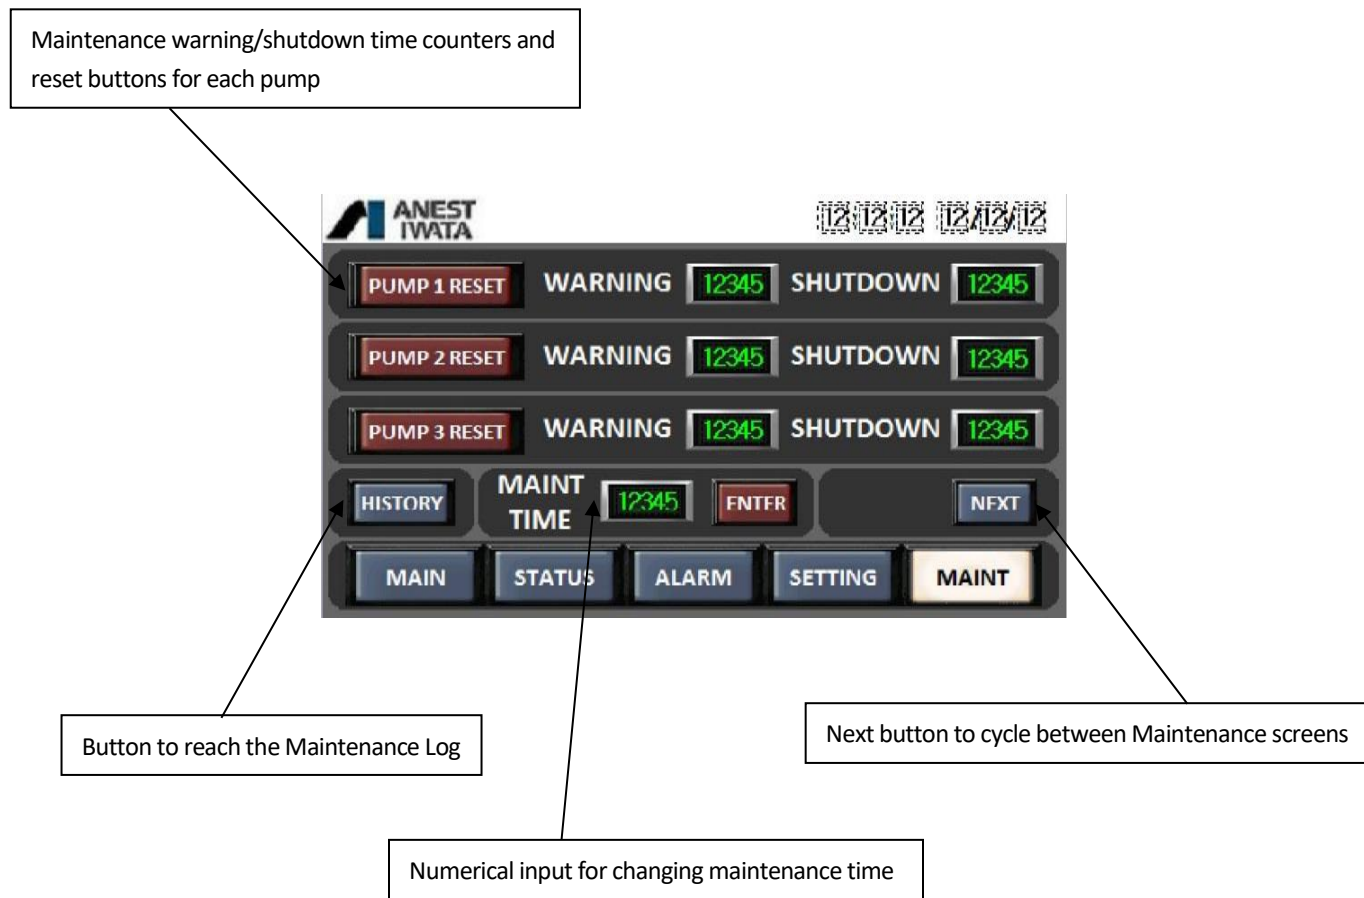 Maintenance warning/shutdown time counters and
reset buttons for each pump
ANEST
IWATA
12:12:12 12/12/12
PUMP 1 RESET WARNING 12345 SHUTDOWN 12345
PUMP 2 RESET WARNING 12345 SHUTDOWN 12345
PUMP 3 RESET WARNING 12345 SHUTDOWN 12345
HISTORY MAINT TIME 12345 ENTER NEXT
MAIN STATUS ALARM SETTING MAINT
Button to reach the Maintenance Log
Next button to cycle between Maintenance screens
Numerical input for changing maintenance time